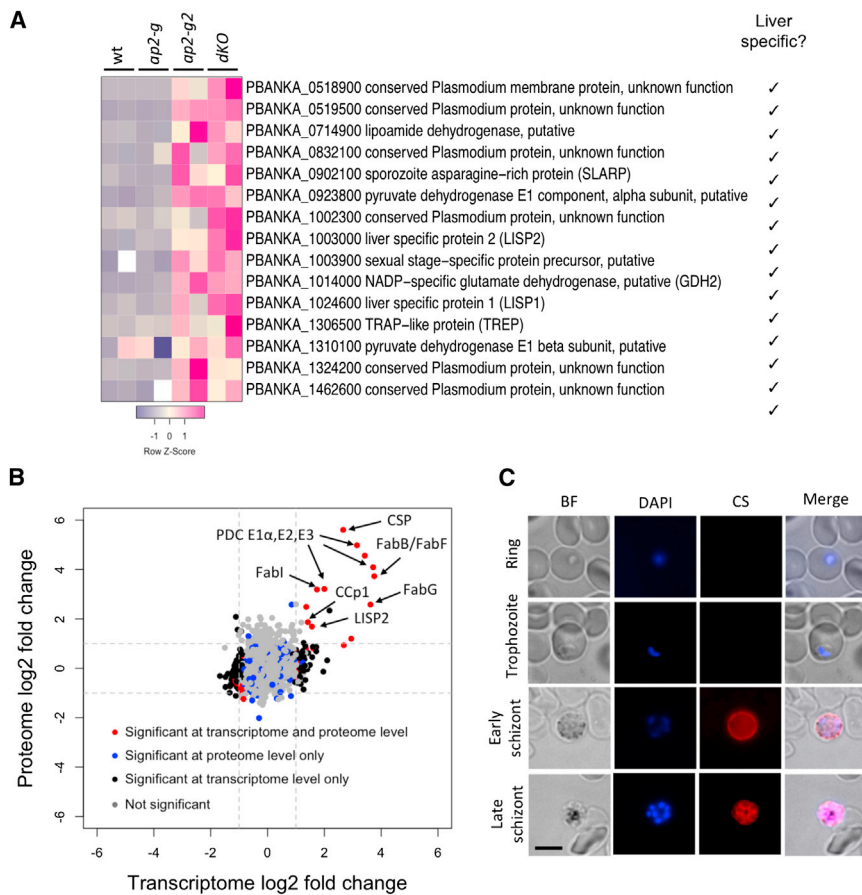 A
wt
ap2-g
ap2-g2
dKO
Liver
specific?
PBANKA_0518900 conserved Plasmodium membrane protein, unknown function ✓
PBANKA_0519500 conserved Plasmodium protein, unknown function ✓
PBANKA_0714900 lipoamide dehydrogenase, putative ✓
PBANKA_0832100 conserved Plasmodium protein, unknown function ✓
PBANKA_0902100 sporozoite asparagine-rich protein (SLARP) ✓
PBANKA_0923800 pyruvate dehydrogenase E1 component, alpha subunit, putative ✓
PBANKA_1002300 conserved Plasmodium protein, unknown function ✓
PBANKA_1003000 liver specific protein 2 (LISP2) ✓
PBANKA_1003900 sexual stage-specific protein precursor, putative ✓
PBANKA_1014000 NADP-specific glutamate dehydrogenase, putative (GDH2) ✓
PBANKA_1024600 liver specific protein 1 (LISP1) ✓
PBANKA_1306500 TRAP-like protein (TREP) ✓
PBANKA_1310100 pyruvate dehydrogenase E1 beta subunit, putative ✓
PBANKA_1324200 conserved Plasmodium protein, unknown function ✓
PBANKA_1462600 conserved Plasmodium protein, unknown function ✓
-1 0 1
Row Z-Score
B
Proteome log2 fold change
6
4
2
0
-2
-4
-6
CSP
PDC E1α,E2,E3
FabB/FabF
FabI
CCp1
FabG
LISP2
Significant at transcriptome and proteome level
Significant at proteome level only
Significant at transcriptome level only
Not significant
-6 -4 -2 0 2 4 6
Transcriptome log2 fold change
C
BF DAPI CS Merge
Ring
Trophozoite
Early
schizont
Late
schizont